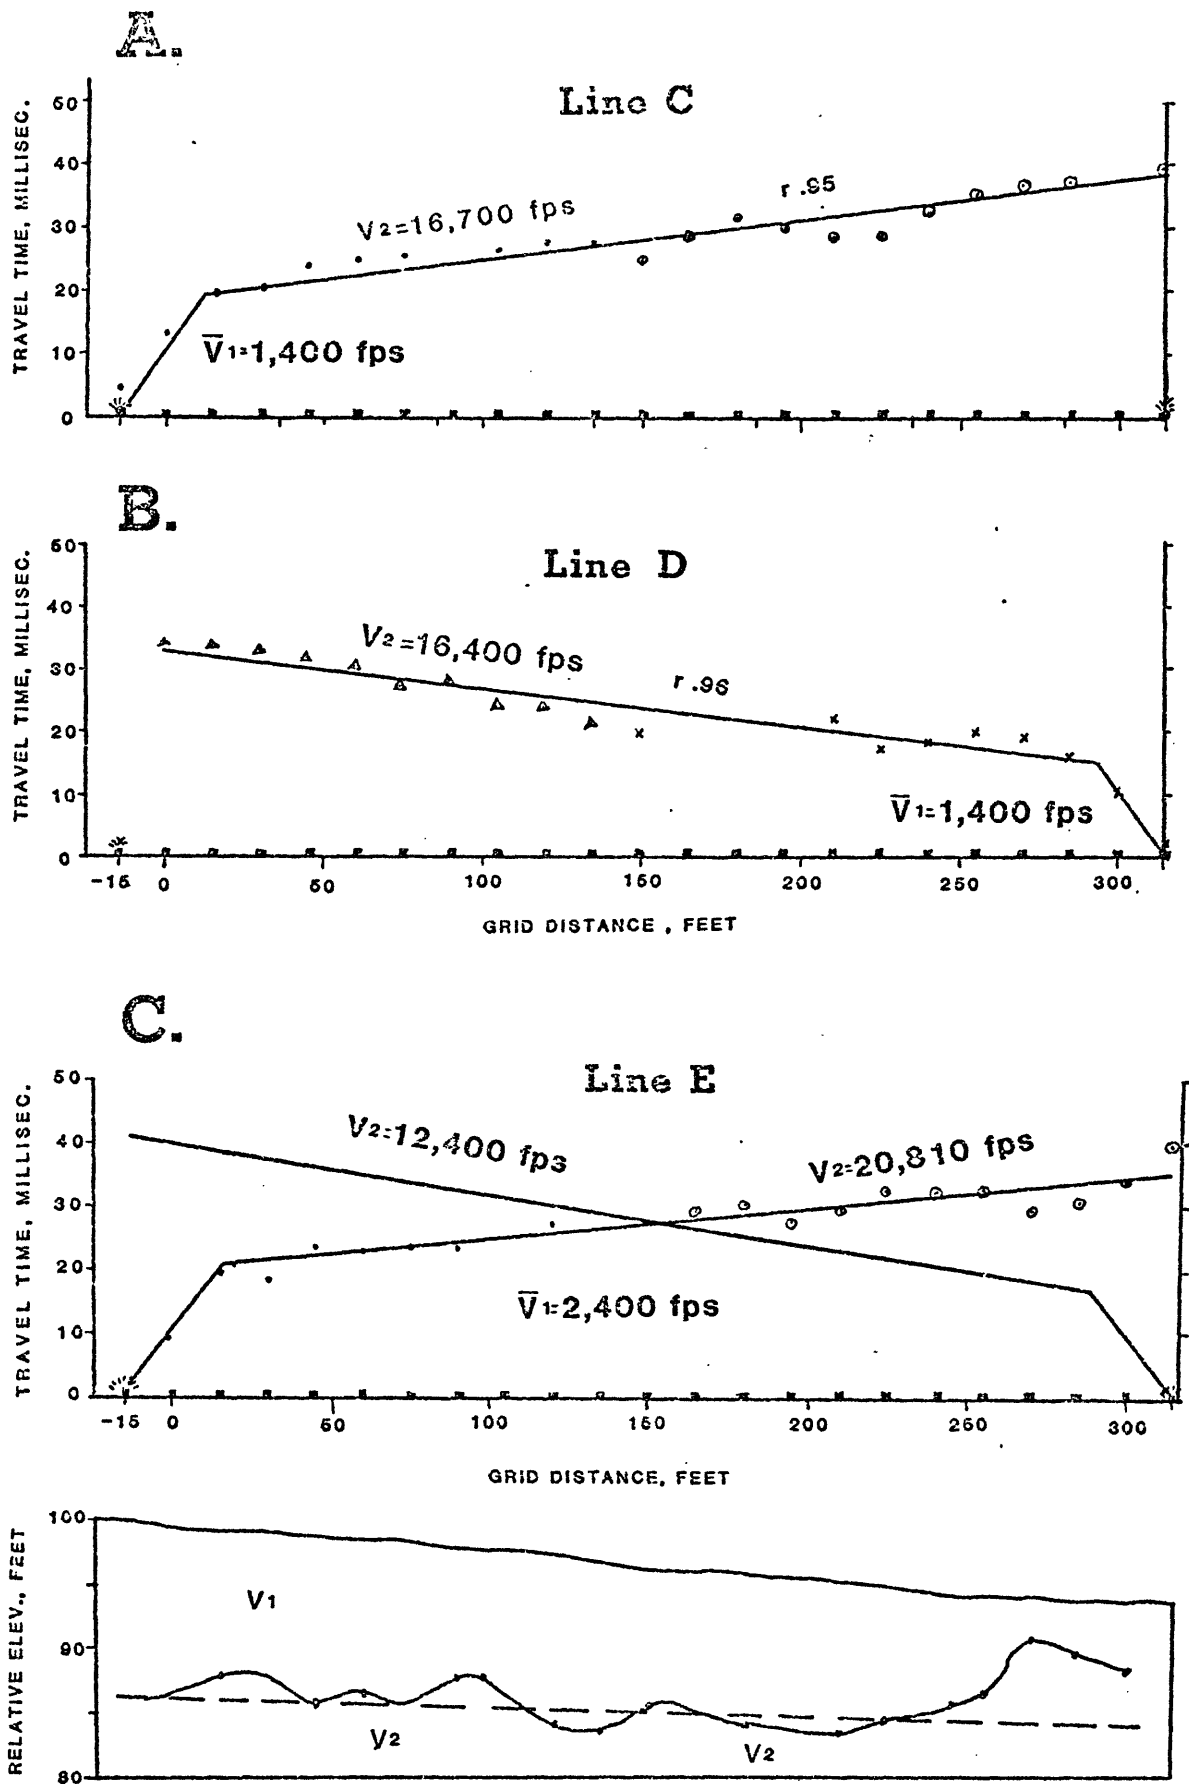 A.
Line C
TRAVEL TIME, MILLISEC.
50
40
30
20
10
0
V2=16,700 fps
r .95
V1=1,400 fps
B.
Line D
TRAVEL TIME, MILLISEC.
50
40
30
20
10
0
V2=16,400 fps
r .96
V1=1,400 fps
-15 0 50 100 150 200 250 300
GRID DISTANCE, FEET
C.
Line E
TRAVEL TIME, MILLISEC.
50
40
30
20
10
0
V2=12,400 fps
V2=20,810 fps
V1=2,400 fps
-15 0 50 100 150 200 250 300
GRID DISTANCE, FEET
RELATIVE ELEV., FEET
100
90
80
V1
V2
V2